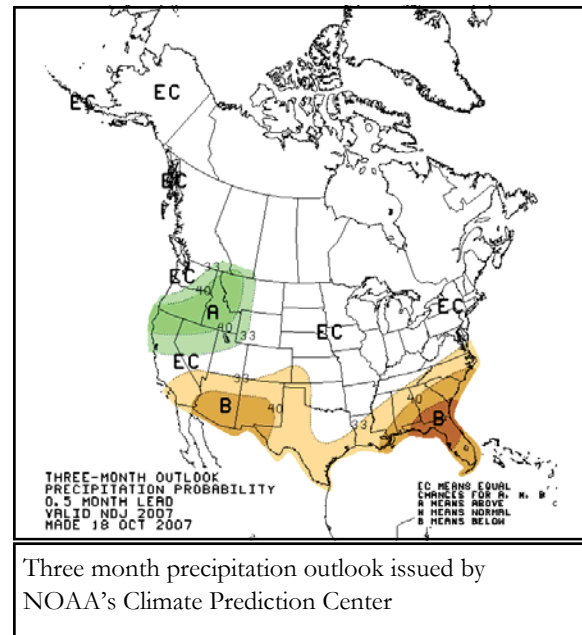 EC
EC
EC
33
EC
40
A
40
33
EC
EC
EC
33
B
40
33
40
B
THREE-MONTH OUTLOOK
PRECIPITATION PROBABILITY
0.5 MONTH LEAD
VALID NDJ 2007
MADE 18 OCT 2007
EC MEANS EQUAL
CHANCES FOR A, N, B
A MEANS ABOVE
N MEANS NORMAL
B MEANS BELOW
Three month precipitation outlook issued by
NOAA's Climate Prediction Center